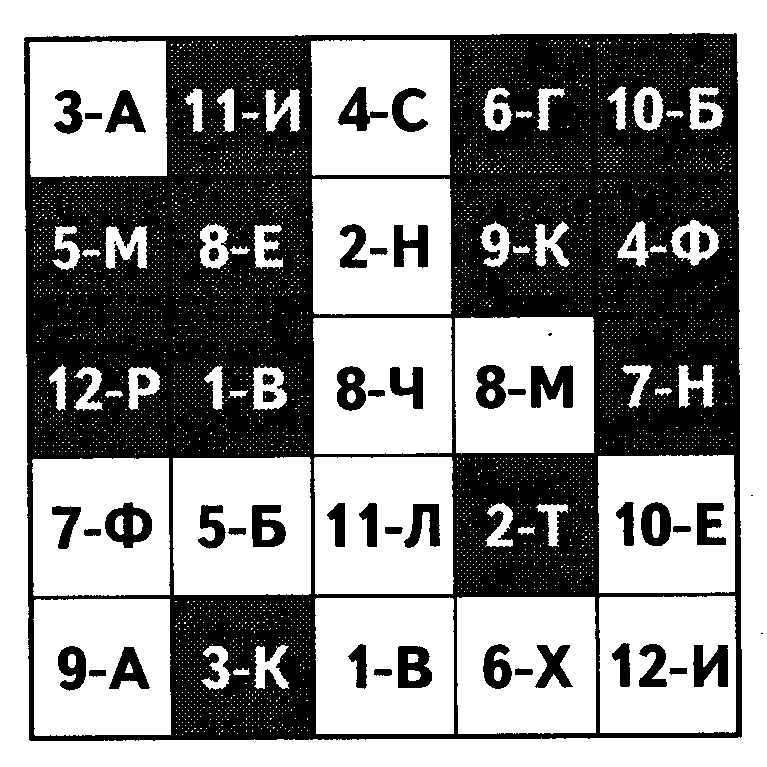 3-А 11-И 4-С 6-Г 10-Б
5-М 8-Е 2-Н 9-К 4-Ф
12-Р 1-В 8-Ч 8-М 7-Н
7-Ф 5-Б 11-Л 2-Т 10-Е
9-А 3-К 1-В 6-Х 12-И